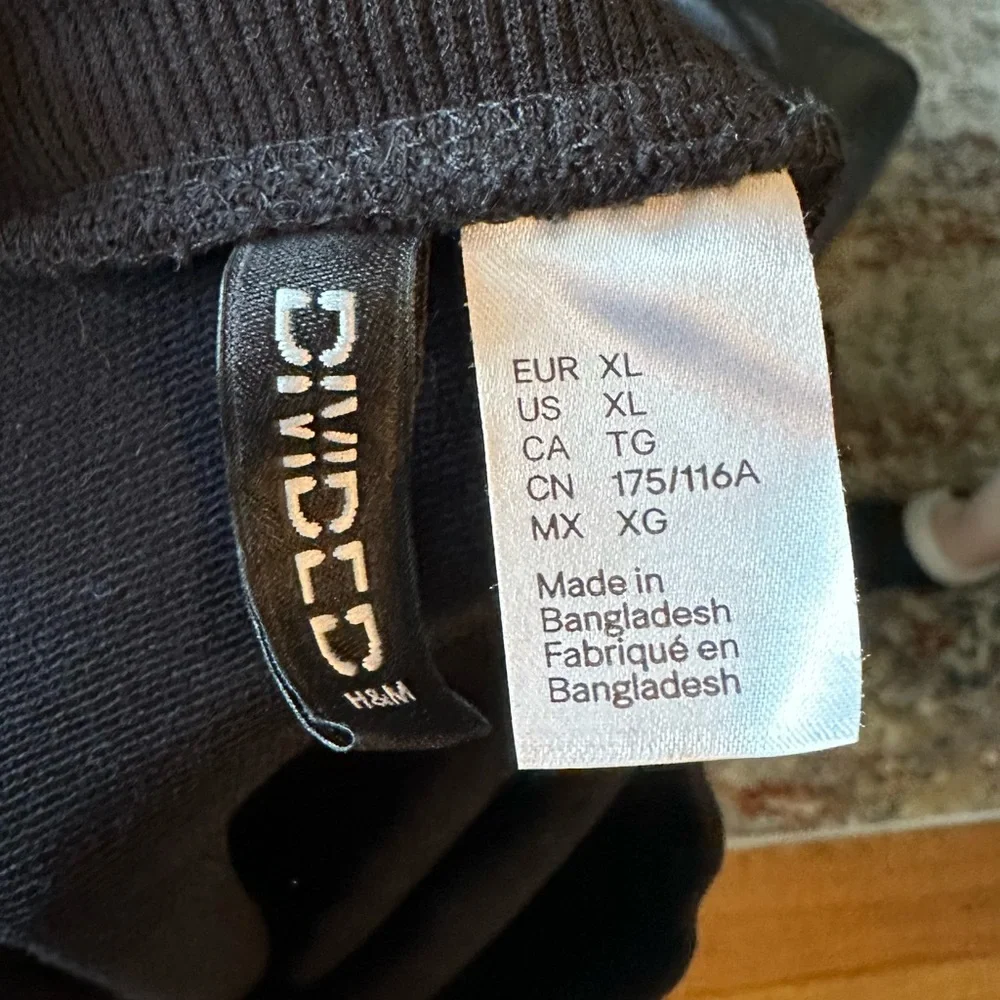 DIVIDED
H&M
EUR XL
US XL
CA TG
CN 175/116A
MX XG
Made in
Bangladesh
Fabriqué en
Bangladesh